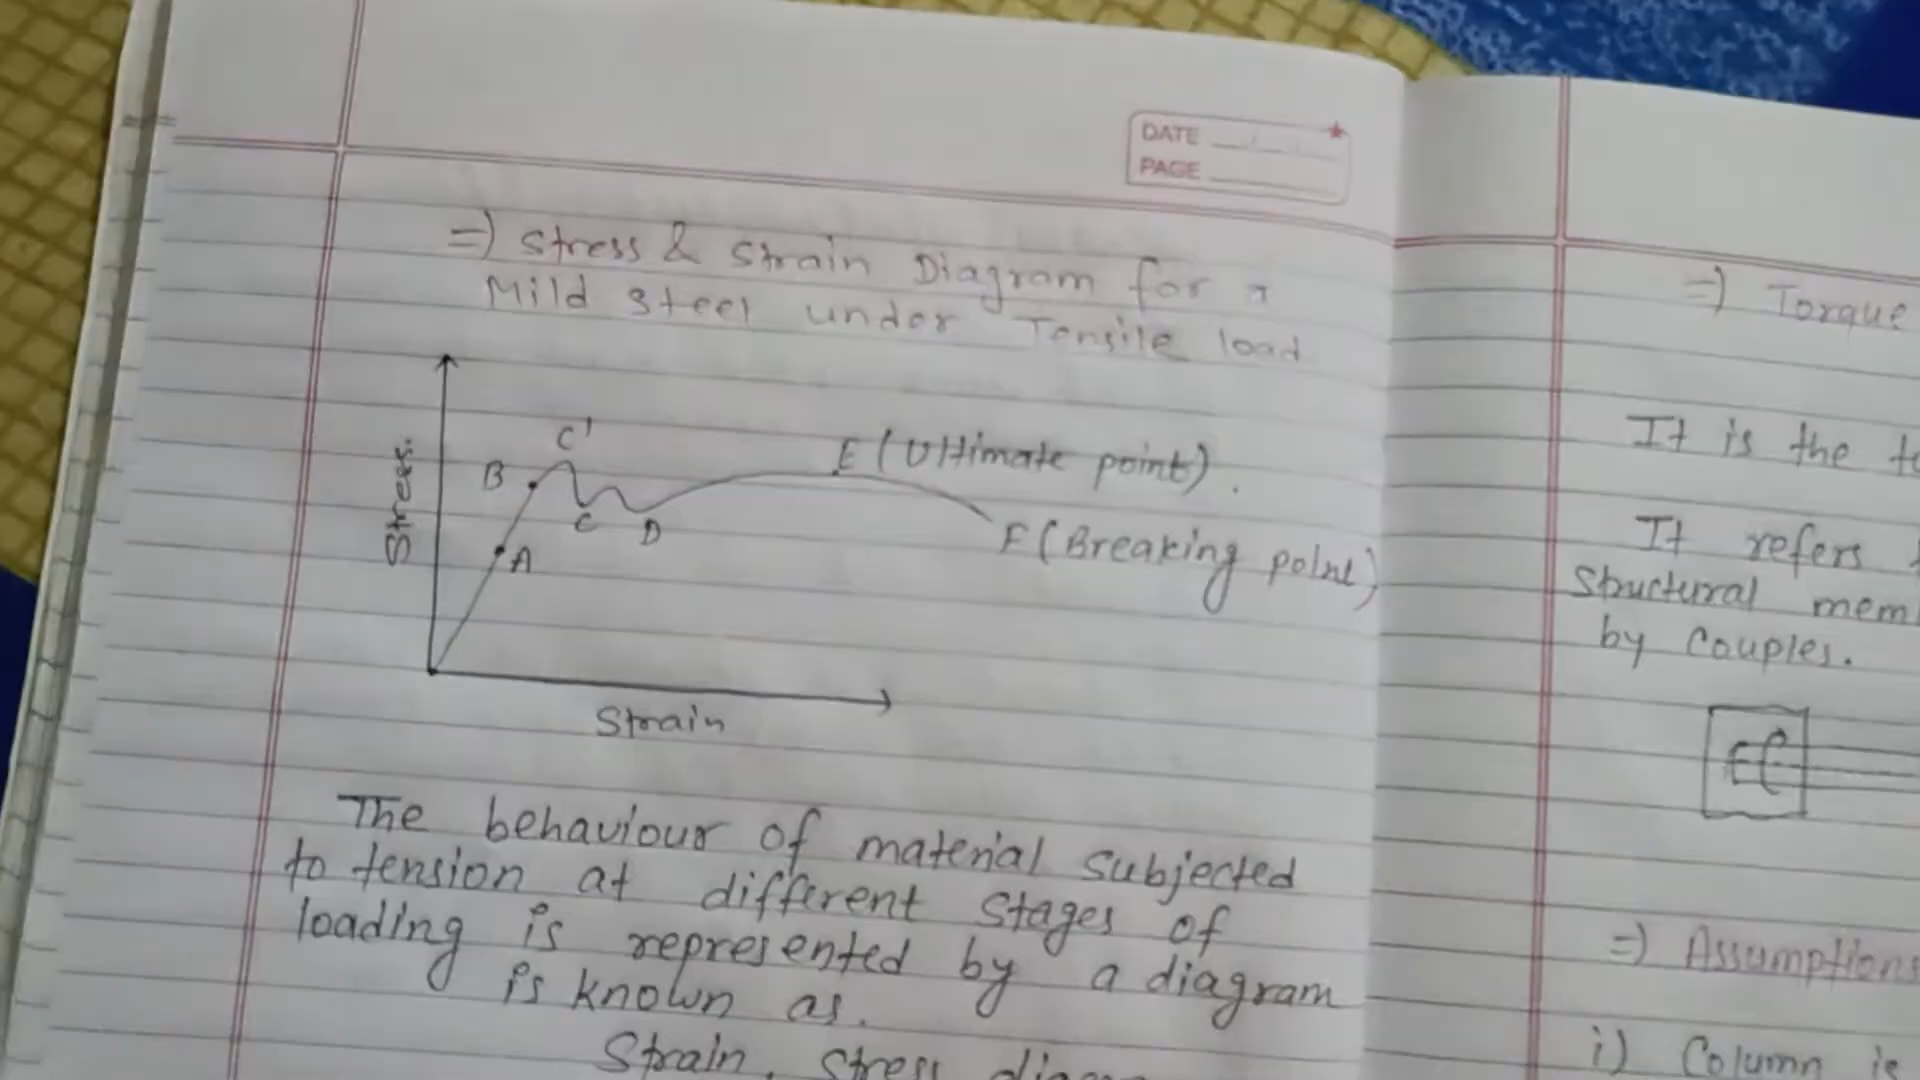 DATE
PAGE
=) Stress & Strain Diagram for a
Mild steel under Tensile load
Stress.
C'
B
A
C
D
E (Ultimate point).
F (Breaking point)
Strain
The behaviour of material subjected
to tension at different stages of
loading is represented by a diagram
is known as.
Strain, Stress
=) Torque
It is the
It refers
Structural
by Couples.
=) Assumptions
i) Column is